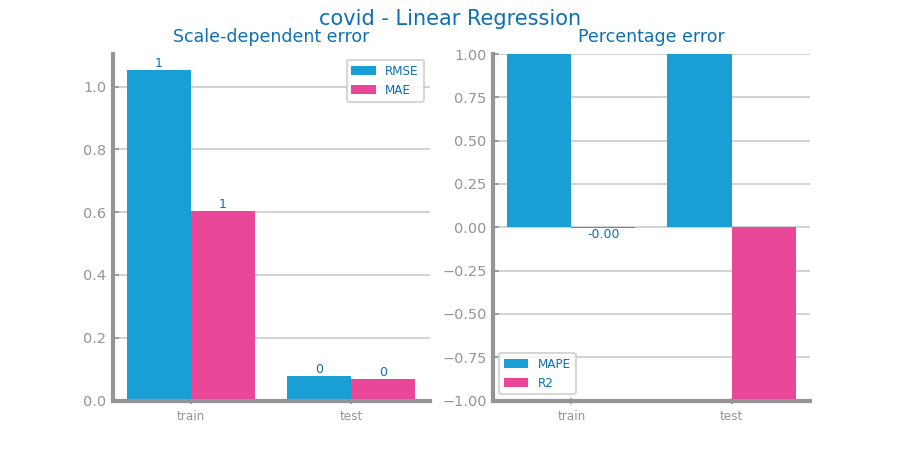 covid - Linear Regression
Scale-dependent error
1.0
0.8
0.6
0.4
0.2
0.0
1
1
0
0
RMSE
MAE
train
test
Percentage error
1.00
0.75
0.50
0.25
0.00
−0.25
−0.50
−0.75
−1.00
-0.00
MAPE
R2
train
test